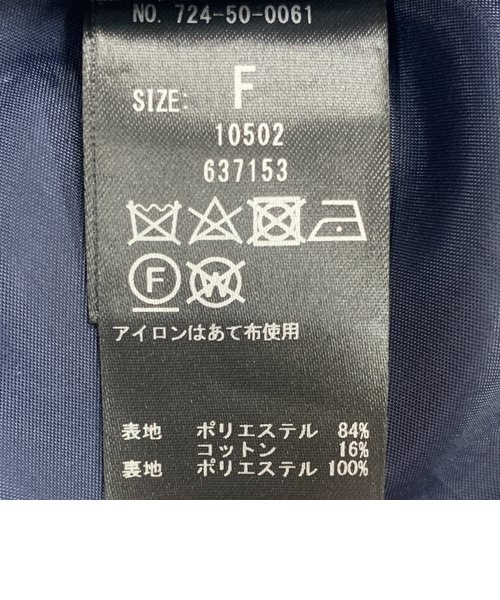 NO. 724-50-0061
SIZE: F
10502
637153
F W
アイロンはあて布使用
表地 ポリエステル 84%
コットン 16%
裏地 ポリエステル 100%